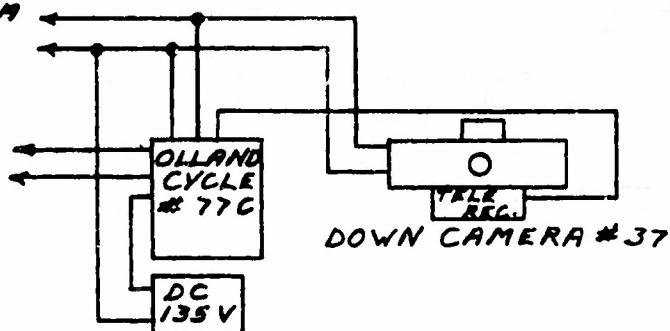 M
OLLAND
CYCLE
# 77C
TELE
REC.
DOWN CAMERA # 37
DC
135 V